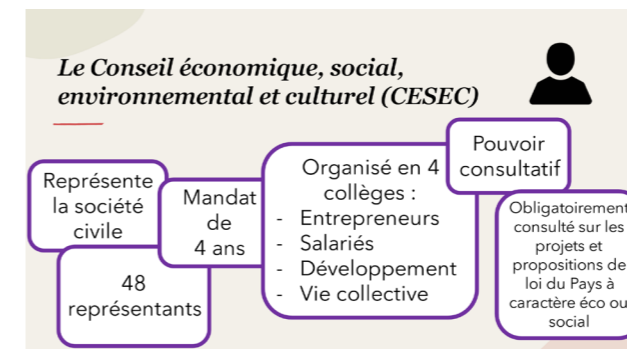 Le Conseil économique, social,
environnemental et culturel (CESEC)
Représente
la société
civile
48
représentants
Mandat
de
4 ans
Organisé en 4
collèges :
- Entrepreneurs
- Salariés
- Développement
- Vie collective
Pouvoir
consultatif
Obligatoirement
consulté sur les
projets et
propositions de
loi du Pays à
caractère éco ou
social